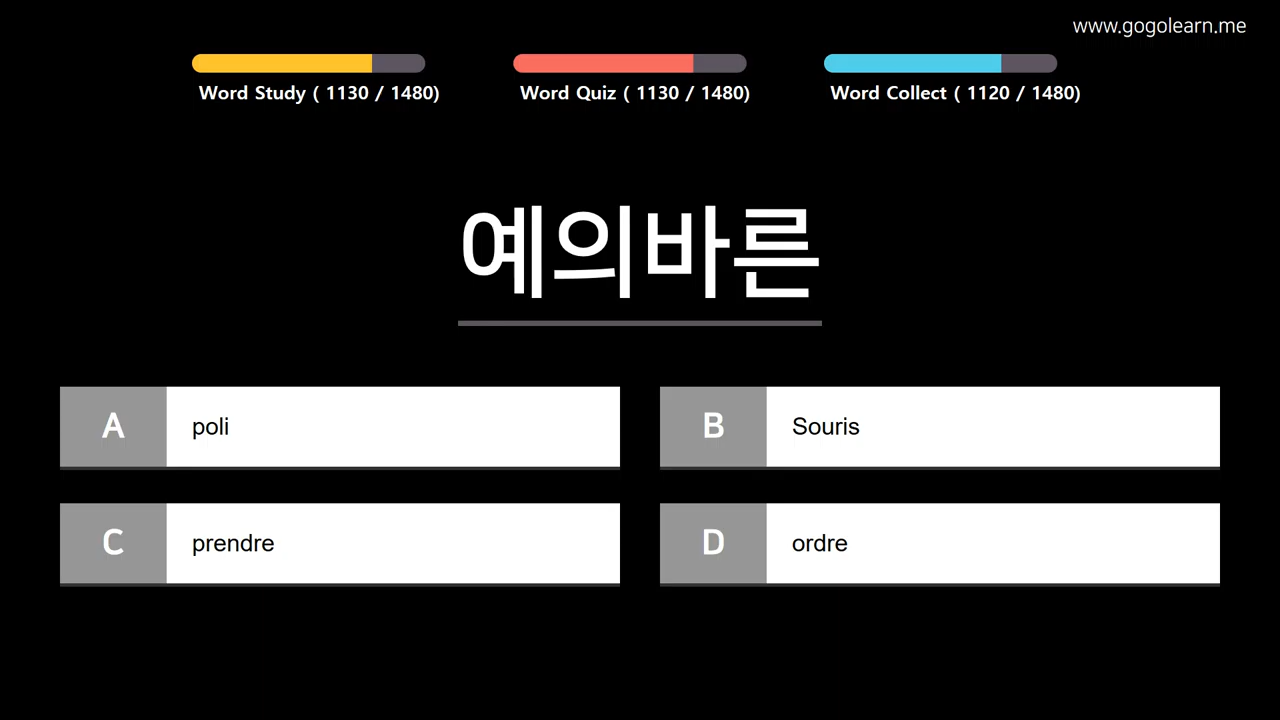 www.gogolearn.me
Word Study ( 1130 / 1480)
Word Quiz ( 1130 / 1480)
Word Collect ( 1120 / 1480)
예의바른
A poli
B Souris
C prendre
D ordre